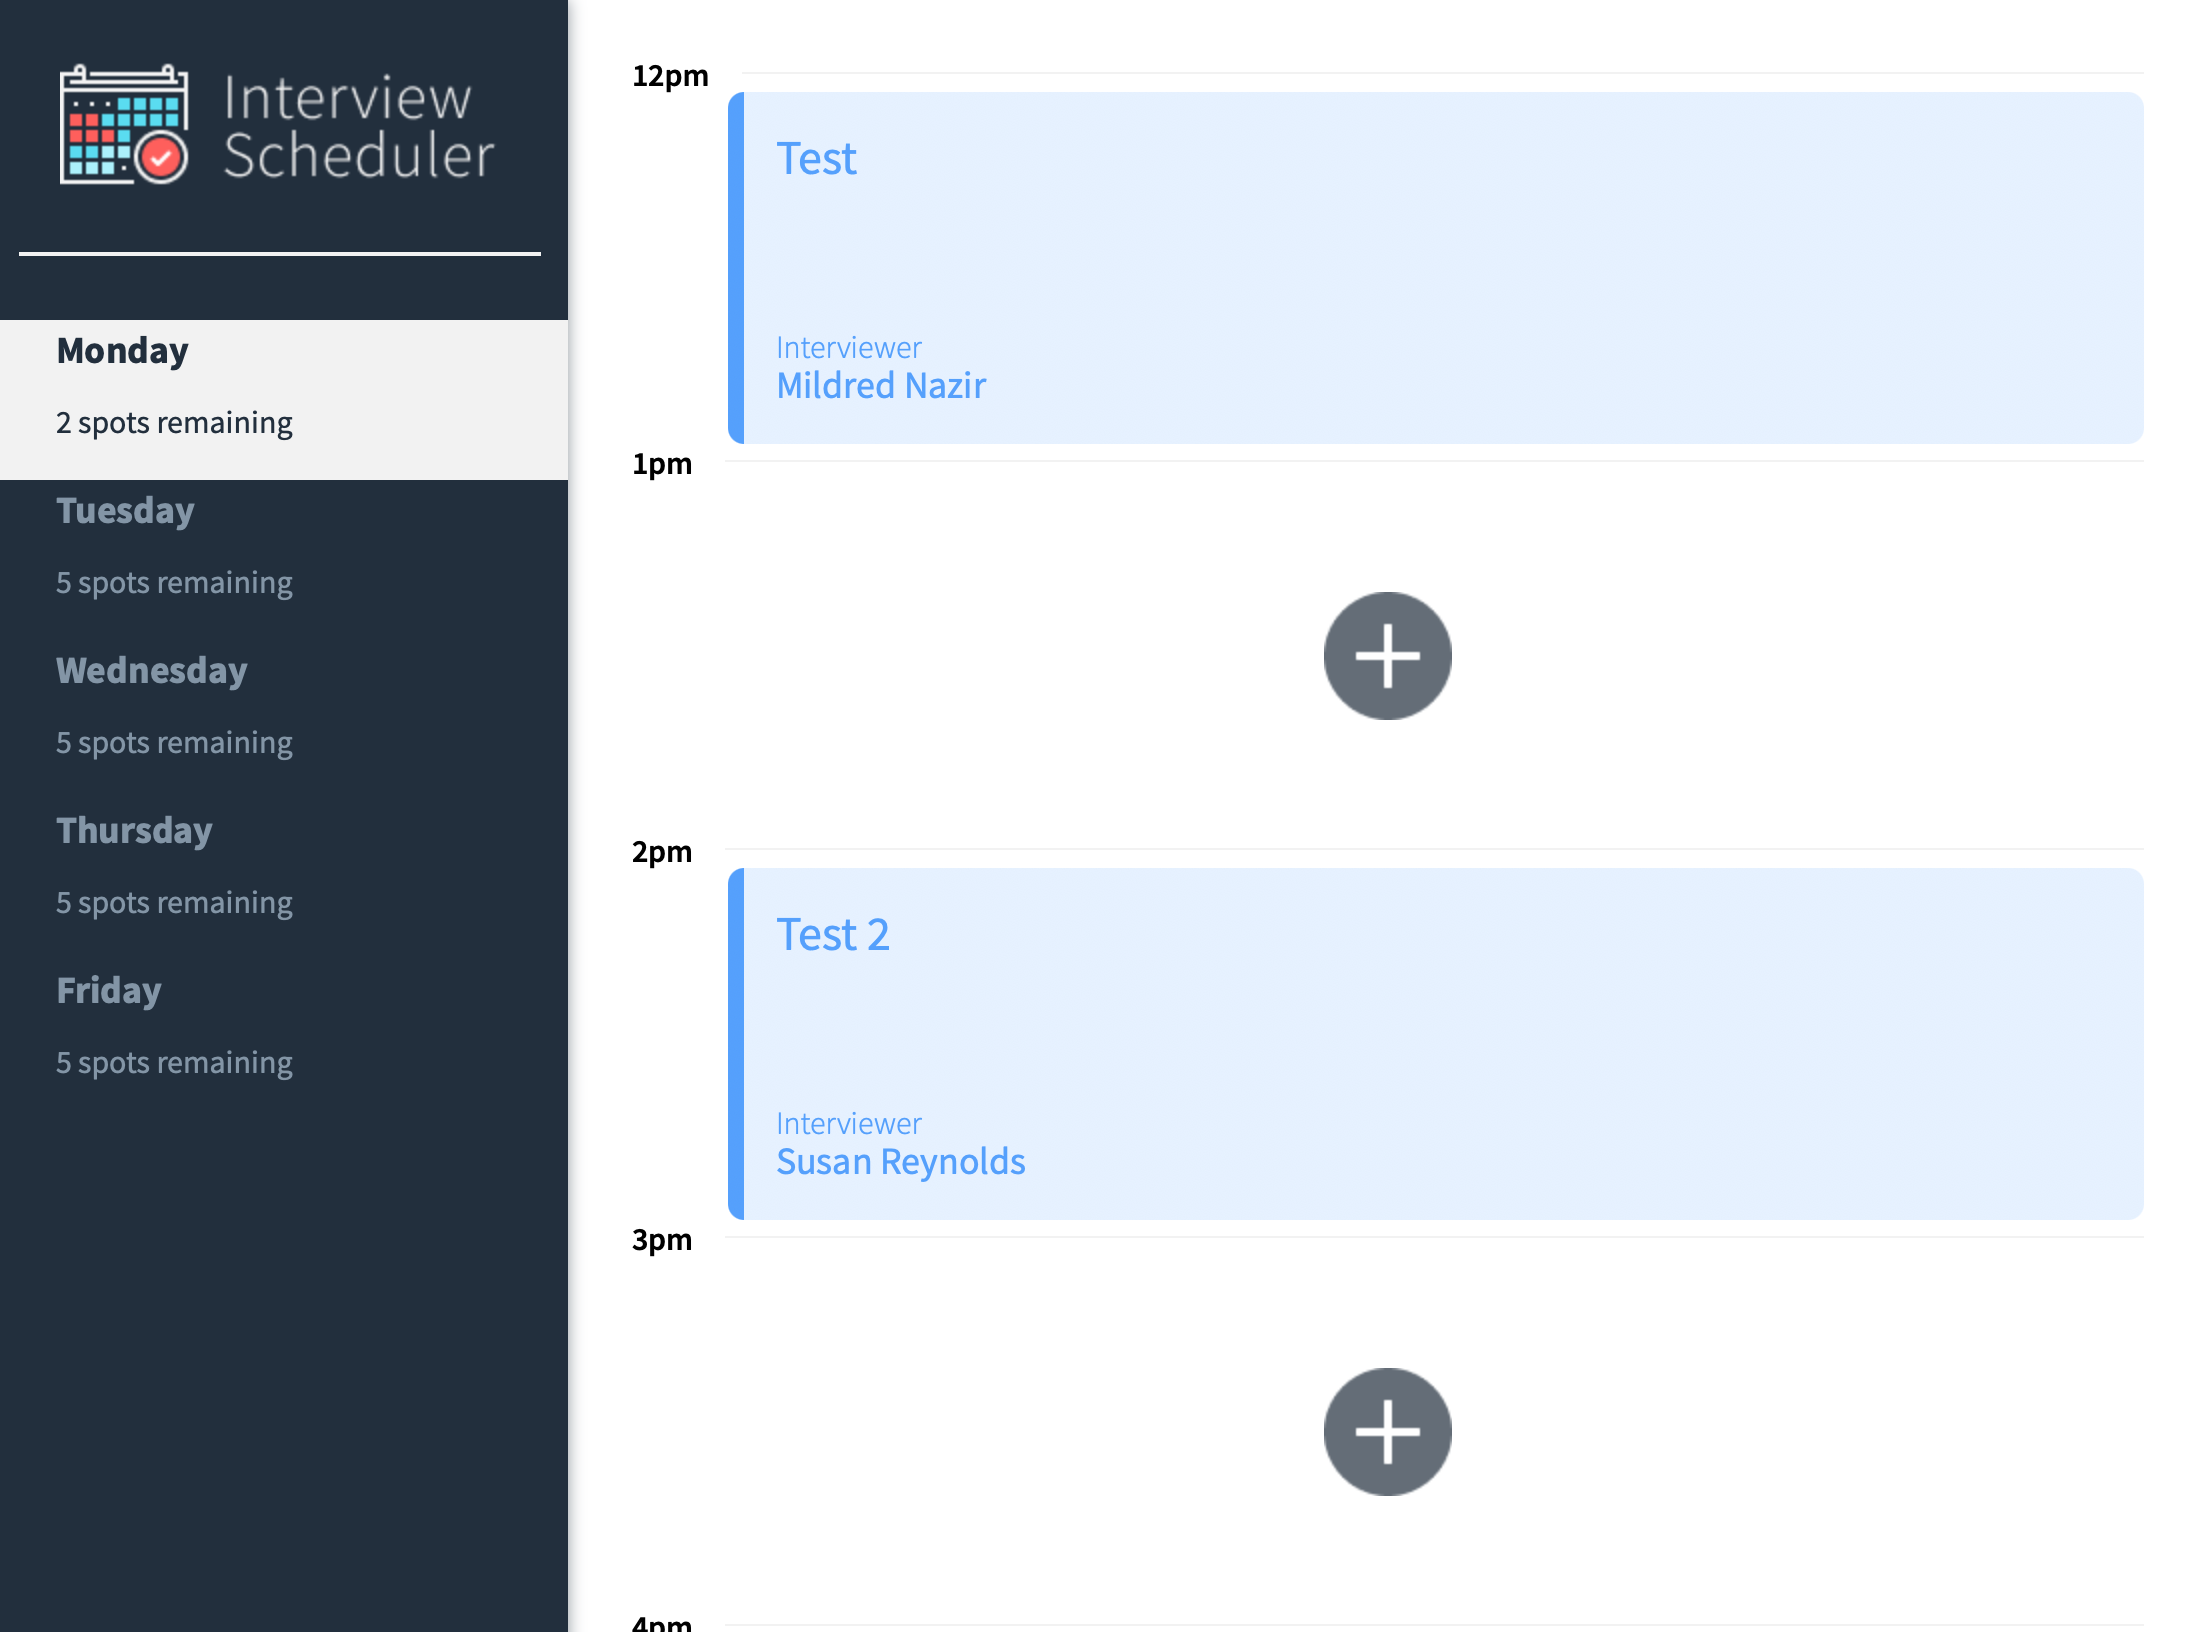 Interview
Scheduler
Monday
2 spots remaining
Tuesday
5 spots remaining
Wednesday
5 spots remaining
Thursday
5 spots remaining
Friday
5 spots remaining
12pm
Test
Interviewer
Mildred Nazir
1pm
2pm
Test 2
Interviewer
Susan Reynolds
3pm
4pm